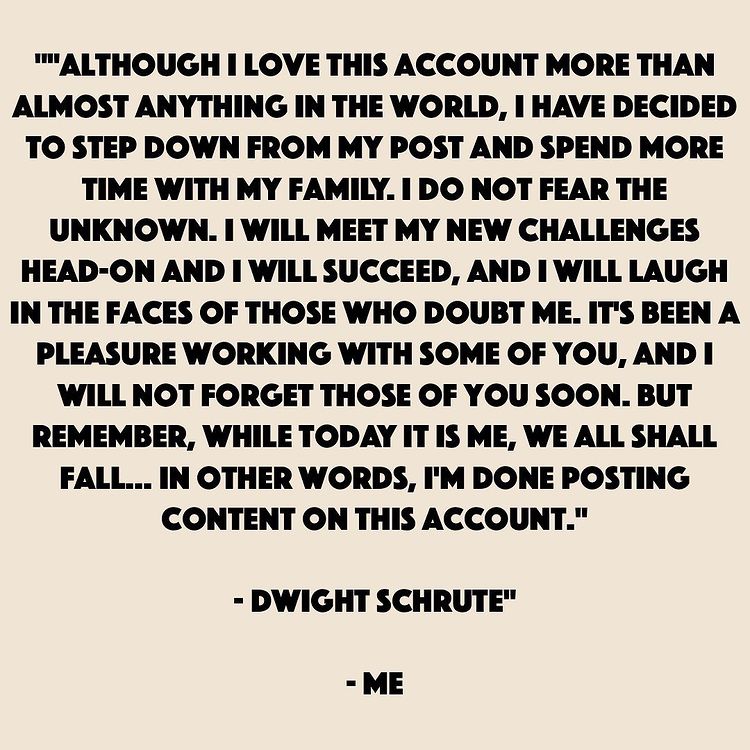 ""ALTHOUGH I LOVE THIS ACCOUNT MORE THAN
ALMOST ANYTHING IN THE WORLD, I HAVE DECIDED
TO STEP DOWN FROM MY POST AND SPEND MORE
TIME WITH MY FAMILY. I DO NOT FEAR THE
UNKNOWN. I WILL MEET MY NEW CHALLENGES
HEAD-ON AND I WILL SUCCEED, AND I WILL LAUGH
IN THE FACES OF THOSE WHO DOUBT ME. IT'S BEEN A
PLEASURE WORKING WITH SOME OF YOU, AND I
WILL NOT FORGET THOSE OF YOU SOON. BUT
REMEMBER, WHILE TODAY IT IS ME, WE ALL SHALL
FALL... IN OTHER WORDS, I'M DONE POSTING
CONTENT ON THIS ACCOUNT."
- DWIGHT SCHRUTE"
- ME